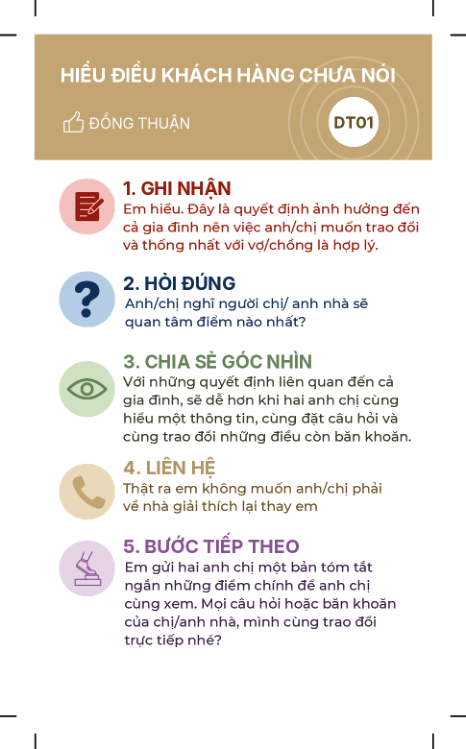 HIỂU ĐIỀU KHÁCH HÀNG CHƯA NÓI
ĐỒNG THUẬN
DT01
1. GHI NHẬN
Em hiểu. Đây là quyết định ảnh hưởng đến
cả gia đình nên việc anh/chị muốn trao đổi
và thống nhất với vợ/chồng là hợp lý.
2. HỎI ĐÚNG
Anh/chị nghĩ người chị/ anh nhà sẽ
quan tâm điểm nào nhất?
3. CHIA SẺ GÓC NHÌN
Với những quyết định liên quan đến cả
gia đình, sẽ dễ hơn khi hai anh chị cùng
hiểu một thông tin, cùng đặt câu hỏi và
cùng trao đổi những điều còn băn khoăn.
4. LIÊN HỆ
Thật ra em không muốn anh/chị phải
về nhà giải thích lại thay em
5. BƯỚC TIẾP THEO
Em gửi hai anh chị một bản tóm tắt
ngắn những điểm chính để anh chị
cùng xem. Mọi câu hỏi hoặc băn khoăn
của chị/anh nhà, mình cùng trao đổi
trực tiếp nhé?